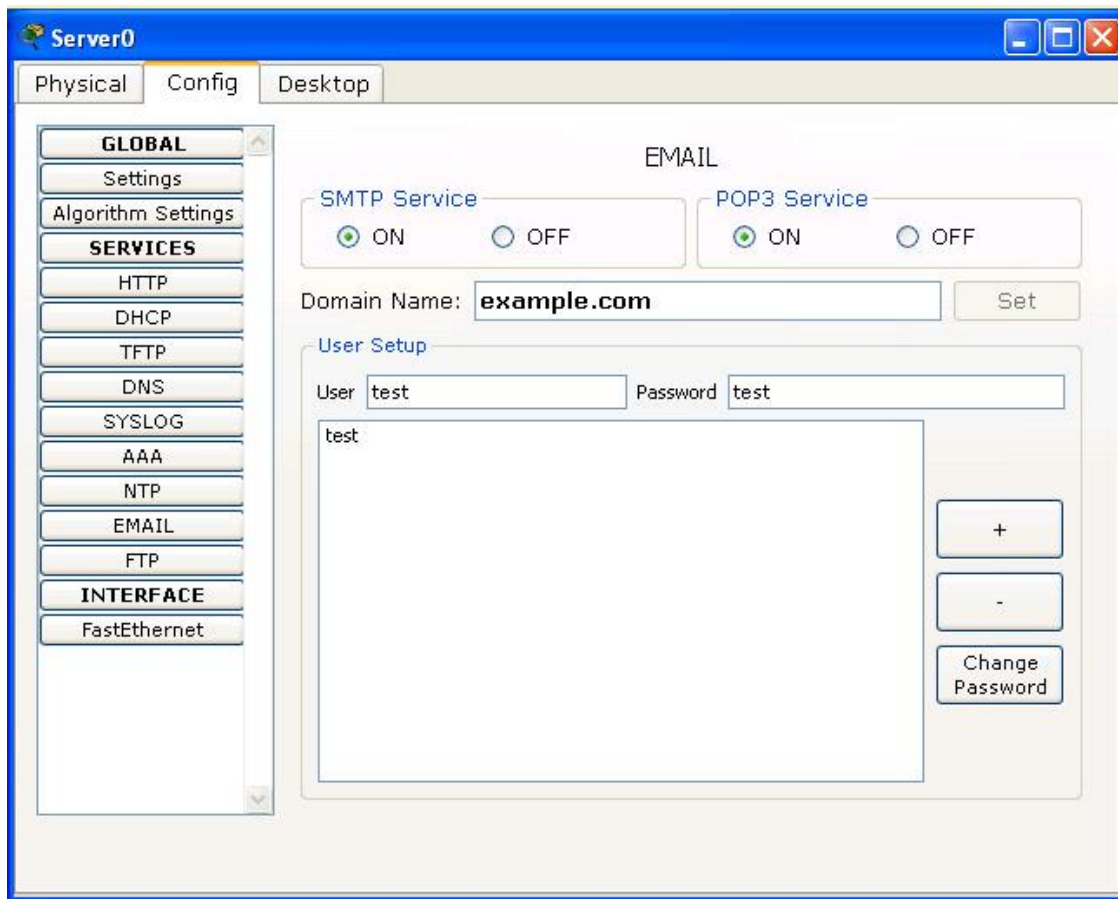 Server0
Physical Config Desktop
GLOBAL
Settings
Algorithm Settings
SERVICES
HTTP
DHCP
TFTP
DNS
SYSLOG
AAA
NTP
EMAIL
FTP
INTERFACE
FastEthernet
EMAIL
SMTP Service
ON OFF
POP3 Service
ON OFF
Domain Name: example.com Set
User Setup
User test Password test
test
+
-
Change
Password